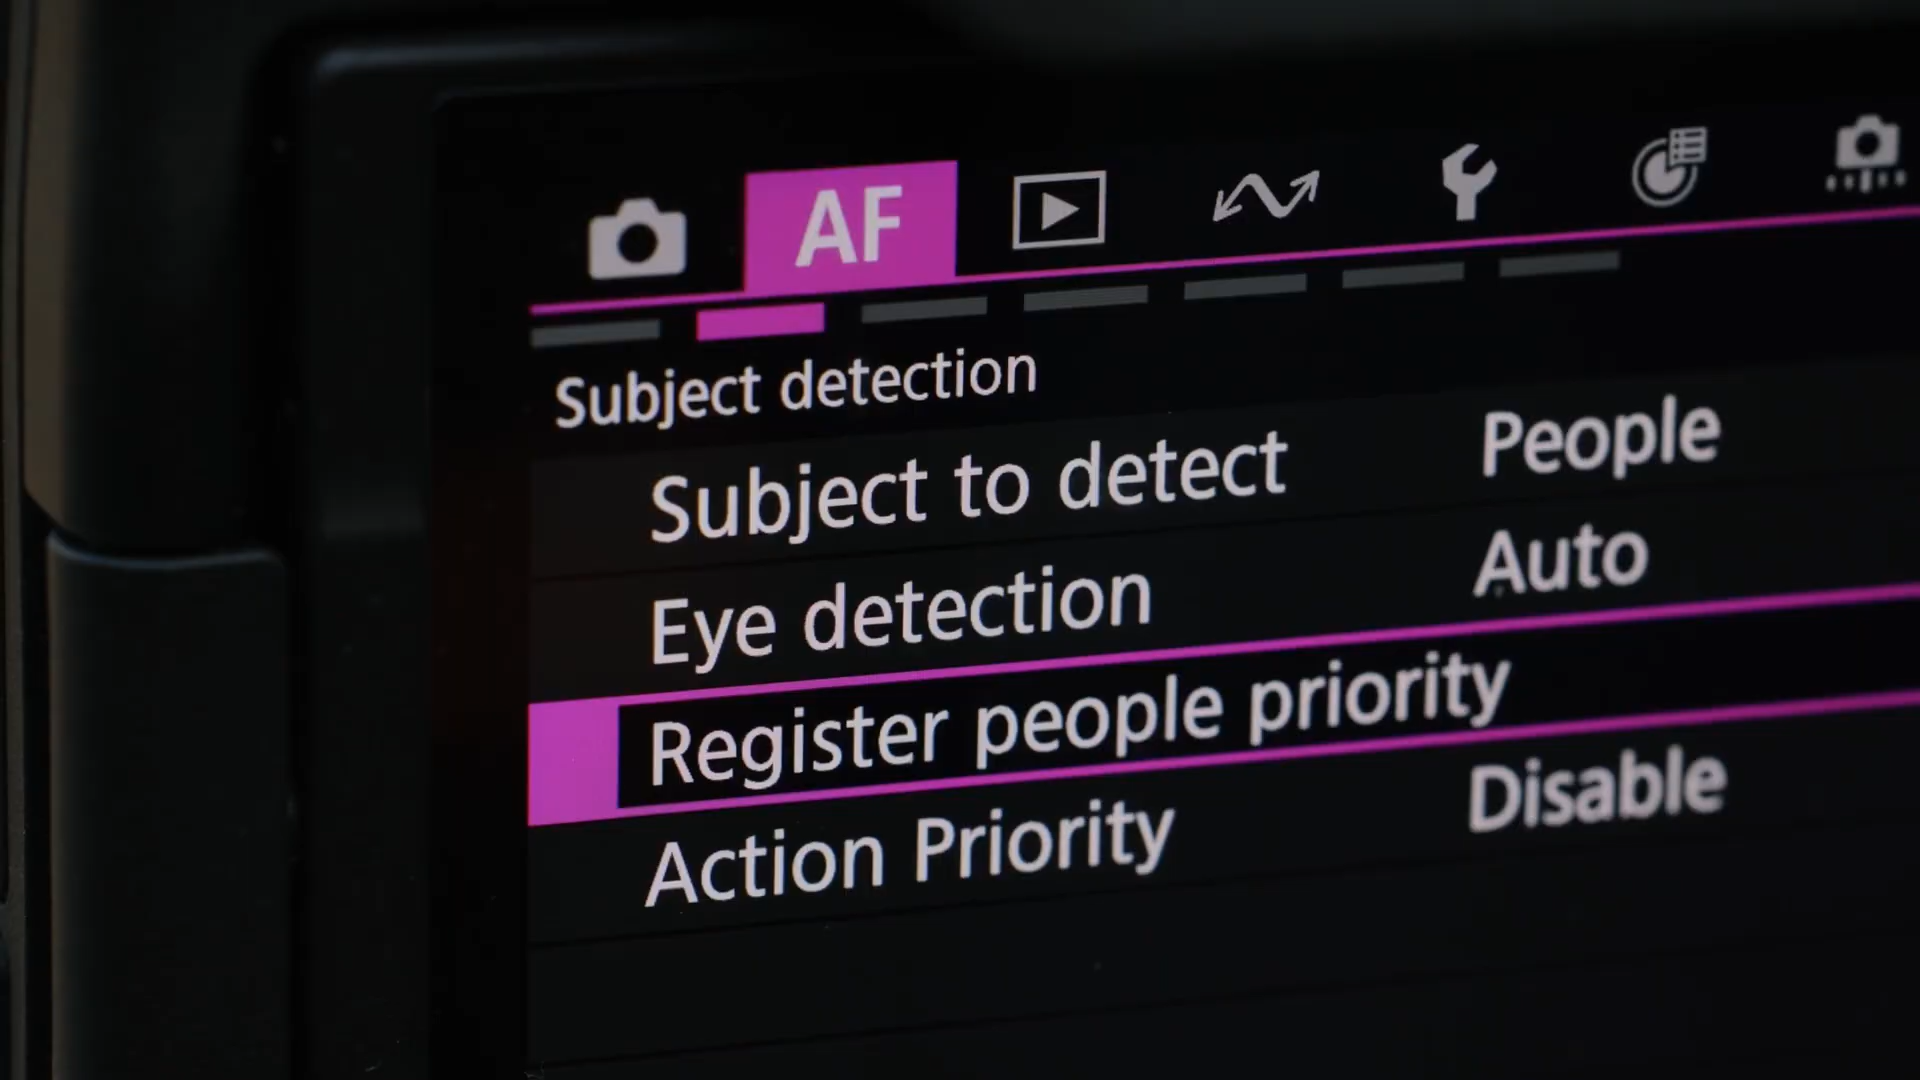 AF
Subject detection
Subject to detect People
Eye detection Auto
Register people priority
Action Priority Disable